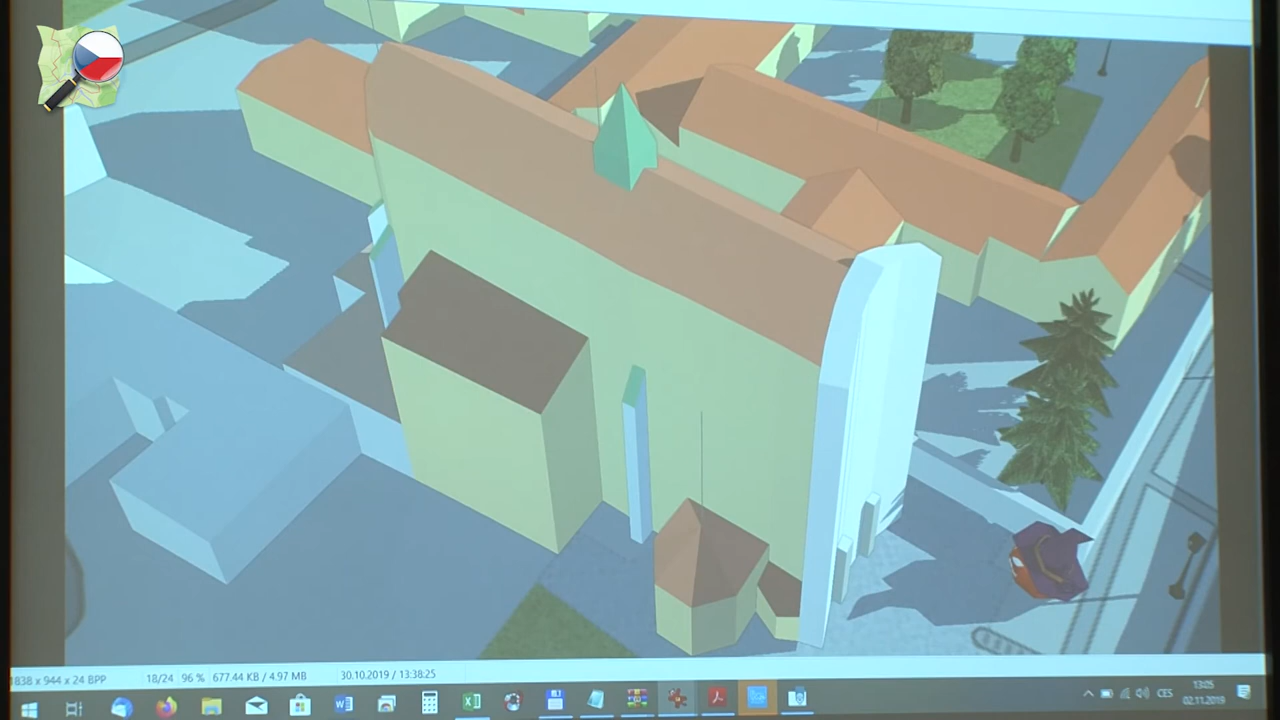 1838 x 944 x 24 BPP
18/24
96 %
677.44 KB / 4.97 MB
30.10.2019 / 13:38:25
CES
13:05
02.11.2019